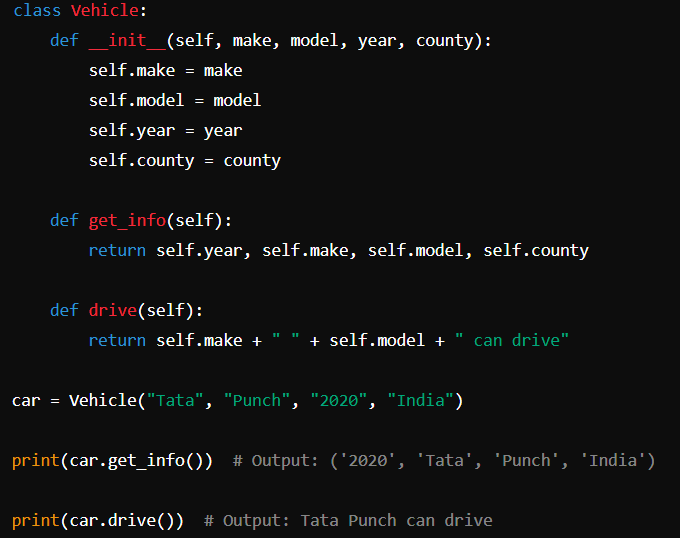 class Vehicle:
    def __init__(self, make, model, year, county):
        self.make = make
        self.model = model
        self.year = year
        self.county = county

    def get_info(self):
        return self.year, self.make, self.model, self.county

    def drive(self):
        return self.make + " " + self.model + " can drive"

car = Vehicle("Tata", "Punch", "2020", "India")

print(car.get_info())  # Output: ('2020', 'Tata', 'Punch', 'India')

print(car.drive())  # Output: Tata Punch can drive